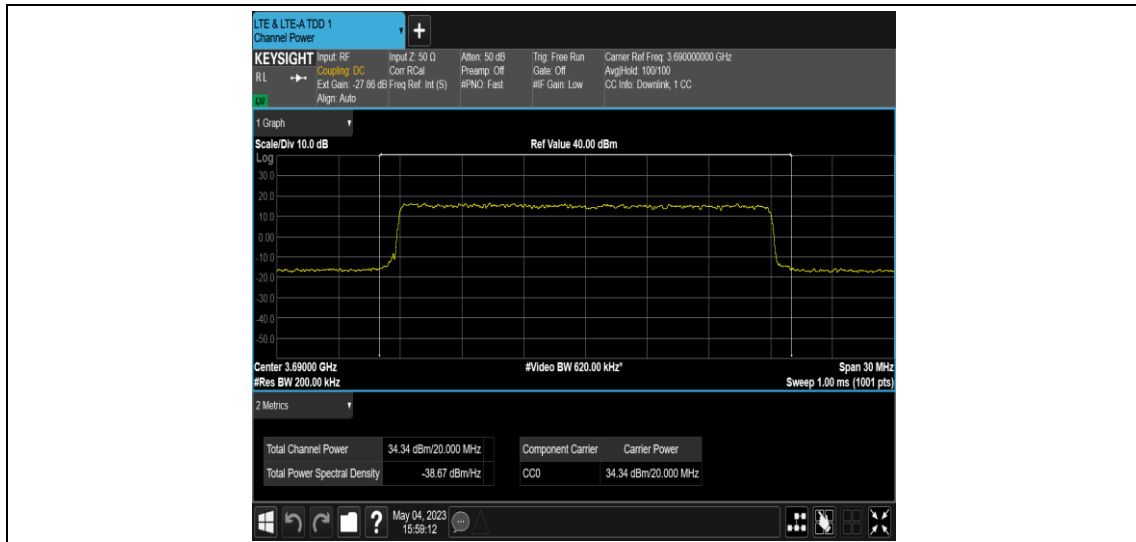 LTE & LTE-A TDD 1
Channel Power
KEYSIGHT
R L
LXI
Input: RF
Coupling: DC
Ext Gain: -27.86 dB
Align: Auto
Input Z: 50 Ω
Corr RCal
Freq Ref: Int (S)
Atten: 50 dB
Preamp: Off
#PNO: Fast
Trig: Free Run
Gate: Off
#IF Gain: Low
Carrier Ref Freq: 3.690000000 GHz
Avg|Hold: 100/100
CC Info: Downlink, 1 CC
1 Graph
Scale/Div 10.0 dB
Ref Value 40.00 dBm
Log
30.0
20.0
10.0
0.00
-10.0
-20.0
-30.0
-40.0
-50.0
Center 3.69000 GHz
#Video BW 620.00 kHz*
Span 30 MHz
#Res BW 200.00 kHz
Sweep 1.00 ms (1001 pts)
2 Metrics
Total Channel Power 34.34 dBm/20.000 MHz
Total Power Spectral Density -38.67 dBm/Hz
Component Carrier Carrier Power
CC0 34.34 dBm/20.000 MHz
May 04, 2023
15:59:12